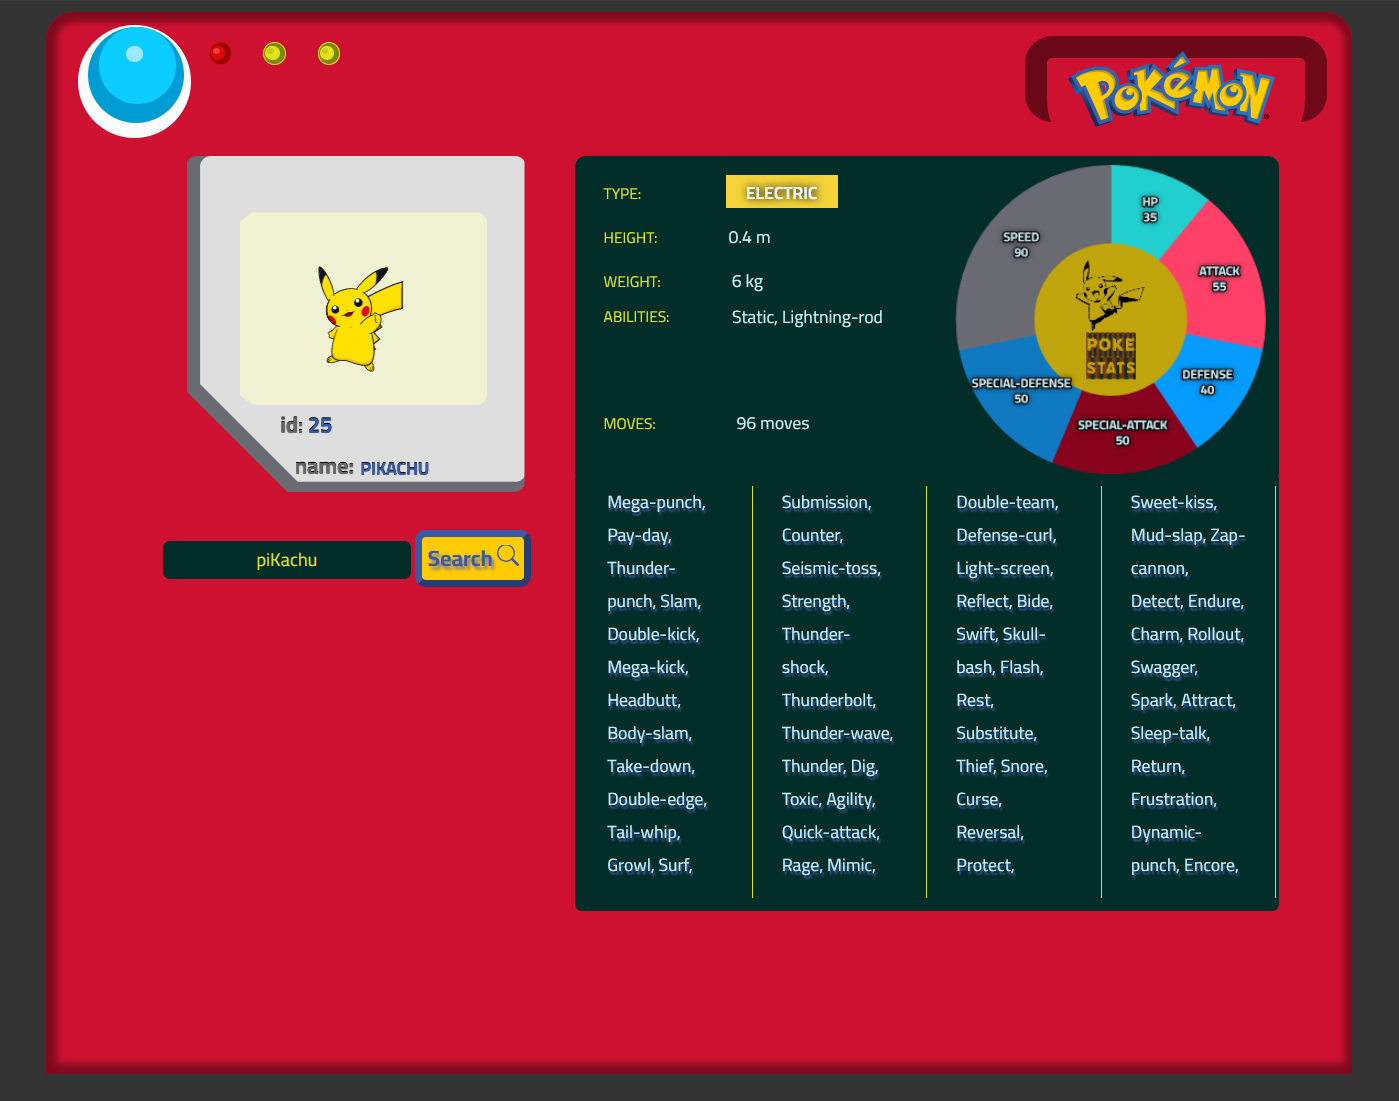 POKéMON
TYPE: ELECTRIC
HEIGHT: 0.4 m
WEIGHT: 6 kg
ABILITIES: Static, Lightning-rod
MOVES: 96 moves
HP
35
ATTACK
55
DEFENSE
40
SPECIAL-ATTACK
50
SPECIAL-DEFENSE
50
SPEED
90
POKE
STATS
id: 25
name: PIKACHU
piKachu
Search
Mega-punch,
Pay-day,
Thunder-
punch, Slam,
Double-kick,
Mega-kick,
Headbutt,
Body-slam,
Take-down,
Double-edge,
Tail-whip,
Growl, Surf,
Submission,
Counter,
Seismic-toss,
Strength,
Thunder-
shock,
Thunderbolt,
Thunder-wave,
Thunder, Dig,
Toxic, Agility,
Quick-attack,
Rage, Mimic,
Double-team,
Defense-curl,
Light-screen,
Reflect, Bide,
Swift, Skull-
bash, Flash,
Rest,
Substitute,
Thief, Snore,
Curse,
Reversal,
Protect,
Sweet-kiss,
Mud-slap, Zap-
cannon,
Detect, Endure,
Charm, Rollout,
Swagger,
Spark, Attract,
Sleep-talk,
Return,
Frustration,
Dynamic-
punch, Encore,